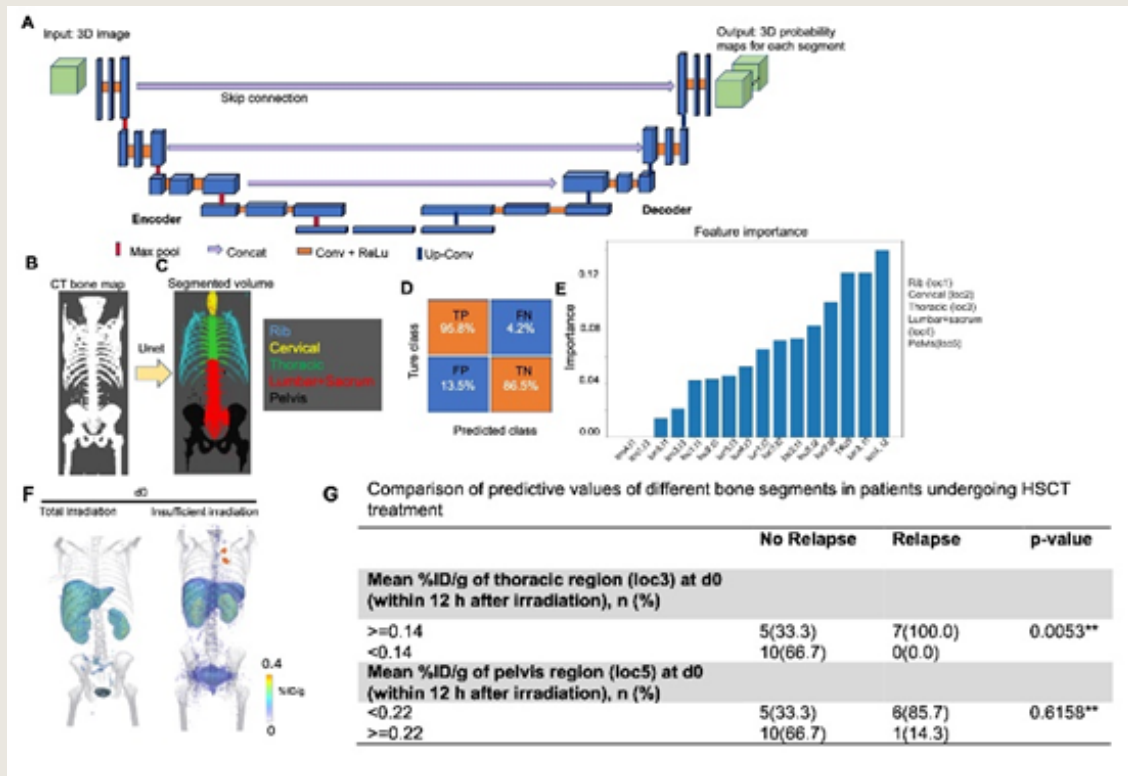 A
Input: 3D image
Output: 3D probability
maps for each segment
Skip connection
Encoder
Decoder
Max pool
Concat
Conv + ReLu
Up-Conv
B
CT bone map
Unet
C
Segmented volume
Rib
Cervical
Thoracic
Lumbar+Sacrum
Pelvis
D
Ture class
TP
95.8%
FN
4.2%
FP
13.5%
TN
86.5%
Predicted class
E
Feature importance
Importance
0.12
0.08
0.04
0.00
Rib (loc1)
Cervical (loc2)
Thoracic (loc3)
Lumbar+sacrum
Pelvis(loc5)
F
d0
Total irradiation
Insufficient irradiation
0.4
%ID/g
0
G
Comparison of predictive values of different bone segments in patients undergoing HSCT
treatment
No Relapse Relapse p-value
Mean %ID/g of thoracic region (loc3) at d0
(within 12 h after irradiation), n (%)
>=0.14 5(33.3) 7(100.0) 0.0053**
<0.14 10(66.7) 0(0.0)
Mean %ID/g of pelvis region (loc5) at d0
(within 12 h after irradiation), n (%)
<0.22 5(33.3) 6(85.7) 0.6158**
>=0.22 10(66.7) 1(14.3)